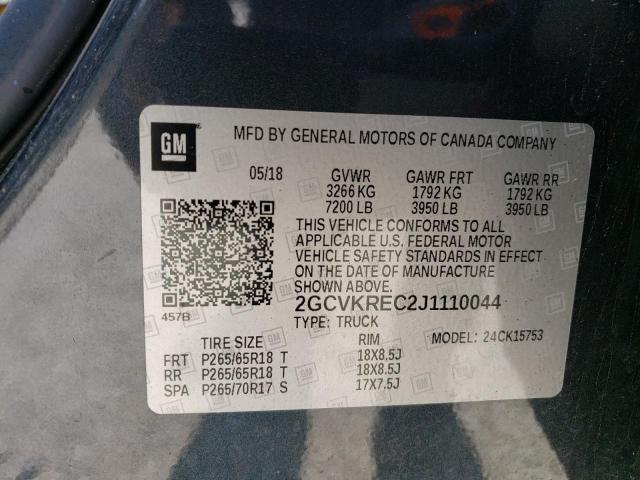 GM
MFD BY GENERAL MOTORS OF CANADA COMPANY
05/18 GVWR GAWR FRT GAWR RR
3266 KG 1792 KG 1792 KG
7200 LB 3950 LB 3950 LB
THIS VEHICLE CONFORMS TO ALL
APPLICABLE U.S. FEDERAL MOTOR
VEHICLE SAFETY STANDARDS IN EFFECT
ON THE DATE OF MANUFACTURE
SHOWN ABOVE.
457B 2GCVKREC2J1110044
TYPE: TRUCK MODEL: 24CK15753
TIRE SIZE RIM
FRT P265/65R18 T 18X8.5J
RR P265/65R18 T 18X8.5J
SPA P265/70R17 S 17X7.5J